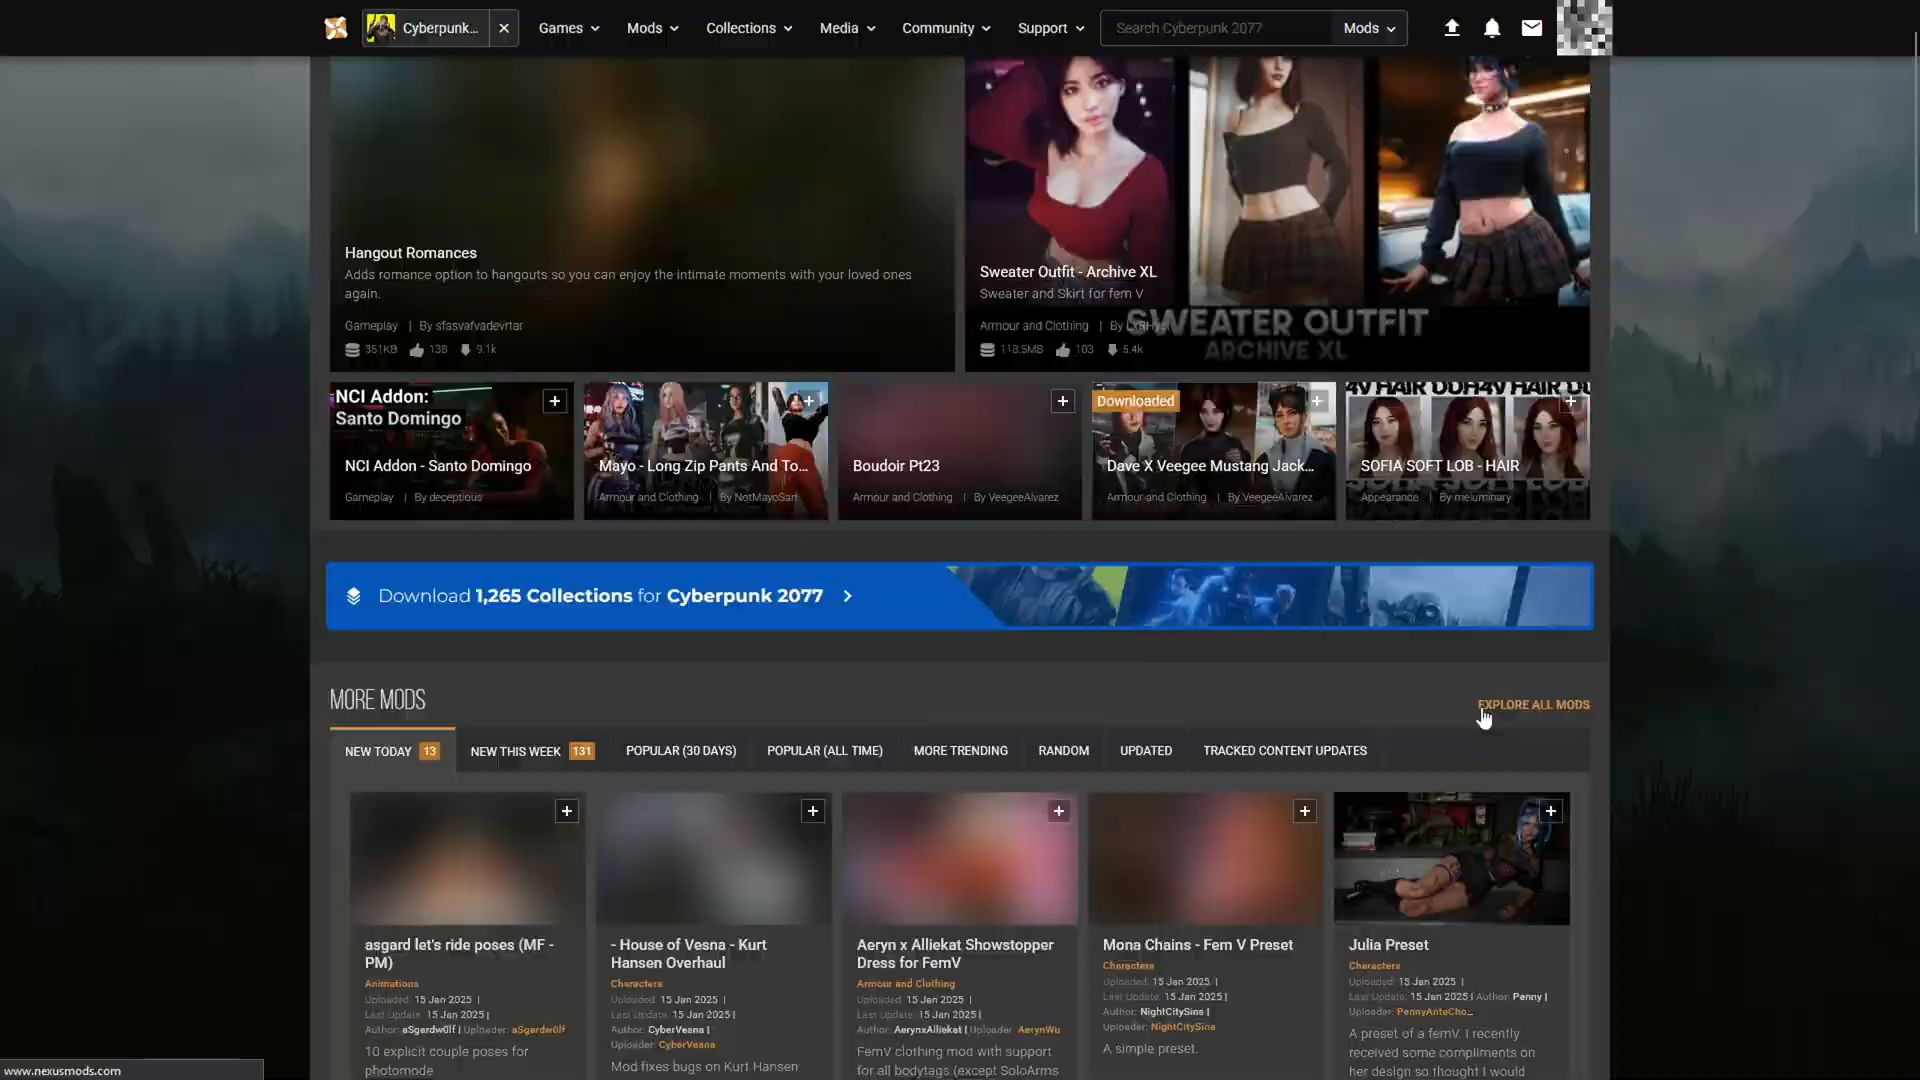 Cyberpunk...
Games
Mods
Collections
Media
Community
Support
Search Cyberpunk 2077
Mods
Hangout Romances
Adds romance option to hangouts so you can enjoy the intimate moments with your loved ones
again.
Gameplay | By sfasvafvadevrtar
351KB 138 9.1k
Sweater Outfit - Archive XL
Sweater and Skirt for fem V
Armour and Clothing | By
118.5MB 103 5.4k
SWEATER OUTFIT
ARCHIVE XL
NCI Addon:
Santo Domingo
NCI Addon - Santo Domingo
Gameplay | By deceptious
Mayo - Long Zip Pants And To...
Armour and Clothing | By NotMayoSan
Boudoir Pt23
Armour and Clothing | By VeegeeAlvarez
Downloaded
Dave X Veegee Mustang Jack...
Armour and Clothing | By VeegeeAlvarez
SOFIA SOFT LOB - HAIR
Appearance | By meluminary
Download 1,265 Collections for Cyberpunk 2077
MORE MODS
EXPLORE ALL MODS
NEW TODAY 13
NEW THIS WEEK 131
POPULAR (30 DAYS)
POPULAR (ALL TIME)
MORE TRENDING
RANDOM
UPDATED
TRACKED CONTENT UPDATES
asgard let's ride poses (MF -
PM)
Animations
Uploaded: 15 Jan 2025 |
Last Update: 15 Jan 2025 |
Author: aSgardw0lf | Uploader: aSgardw0lf
10 explicit couple poses for
photomode
- House of Vesna - Kurt
Hansen Overhaul
Characters
Uploaded: 15 Jan 2025 |
Last Update: 15 Jan 2025 |
Author: CyberVesna |
Uploader: CyberVesna
Mod fixes bugs on Kurt Hansen
Aeryn x Alliekat Showstopper
Dress for FemV
Armour and Clothing
Uploaded: 15 Jan 2025 |
Last Update: 15 Jan 2025 |
Author: AerynxAlliekat | Uploader: AerynWu
FemV clothing mod with support
for all bodytags (except SoloArms
Mona Chains - Fem V Preset
Characters
Uploaded: 15 Jan 2025 |
Last Update: 15 Jan 2025 |
Author: NightCitySins |
Uploader: NightCitySins
A simple preset.
Julia Preset
Characters
Uploaded: 15 Jan 2025 |
Last Update: 15 Jan 2025 | Author: Penny |
Uploader: PennyAnteCho...
A preset of a femV. I recently
received some compliments on
her design so thought I would
www.nexusmods.com